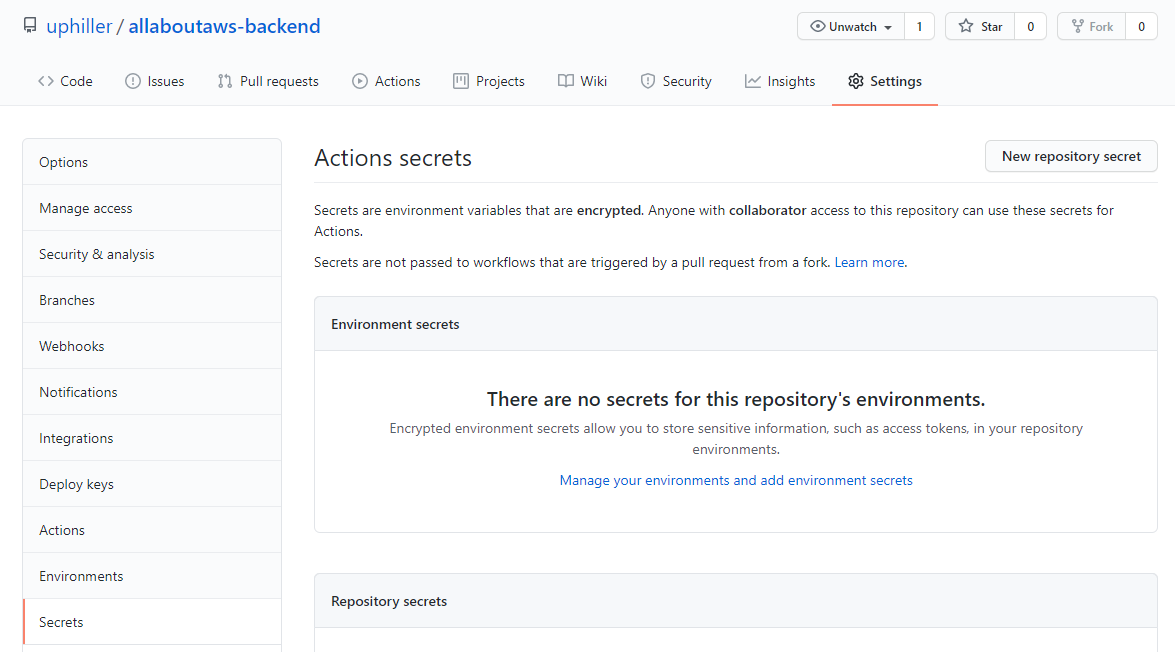 uphiller / allaboutaws-backend
Unwatch 1
Star 0
Fork 0
Code Issues Pull requests Actions Projects Wiki Security Insights Settings
Options
Manage access
Security & analysis
Branches
Webhooks
Notifications
Integrations
Deploy keys
Actions
Environments
Secrets
Actions secrets
New repository secret
Secrets are environment variables that are encrypted. Anyone with collaborator access to this repository can use these secrets for
Actions.
Secrets are not passed to workflows that are triggered by a pull request from a fork. Learn more.
Environment secrets
There are no secrets for this repository's environments.
Encrypted environment secrets allow you to store sensitive information, such as access tokens, in your repository
environments.
Manage your environments and add environment secrets
Repository secrets